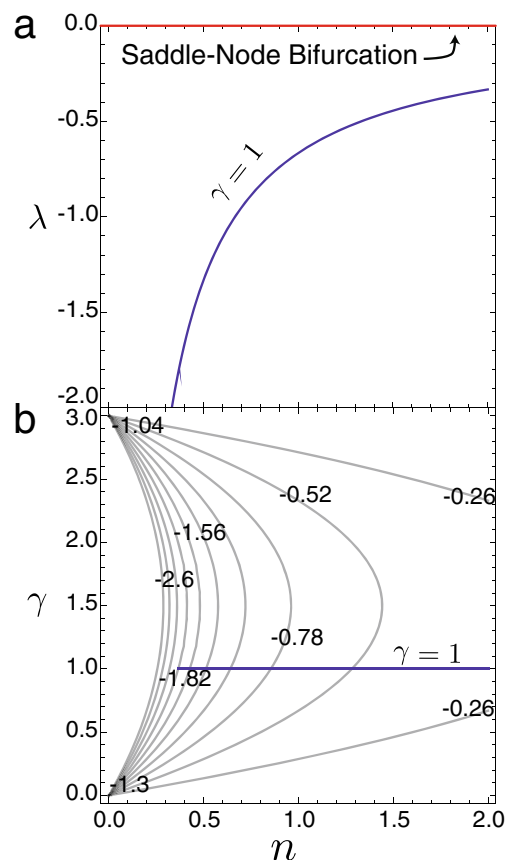 a
0.0
Saddle-Node Bifurcation
-0.5
γ = 1
λ
-1.0
-1.5
-2.0
b
3.0
-1.04
2.5
-0.52
-0.26
2.0
-1.56
-2.6
γ
1.5
-0.78
γ = 1
1.0
-1.82
0.5
-0.26
-1.3
0.0
0.0 0.5 1.0 1.5 2.0
n